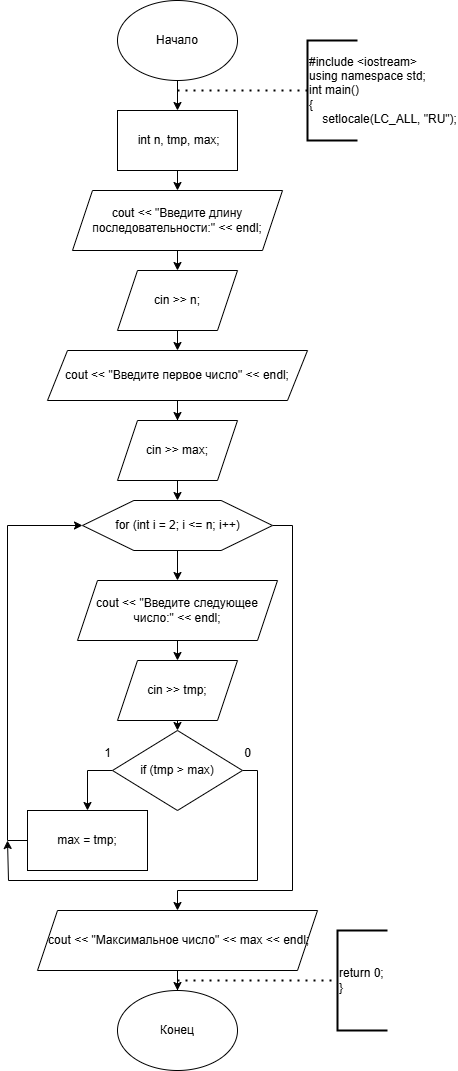 Начало
#include <iostream>
using namespace std;
int main()
{
setlocale(LC_ALL, "RU");
int n, tmp, max;
cout << "Введите длину
последовательности:" << endl;
cin >> n;
cout << "Введите первое число" << endl;
cin >> max;
for (int i = 2; i <= n; i++)
cout << "Введите следующее
число:" << endl;
cin >> tmp;
1
0
if (tmp > max)
max = tmp;
cout << "Максимальное число" << max << endl;
return 0;
}
Конец